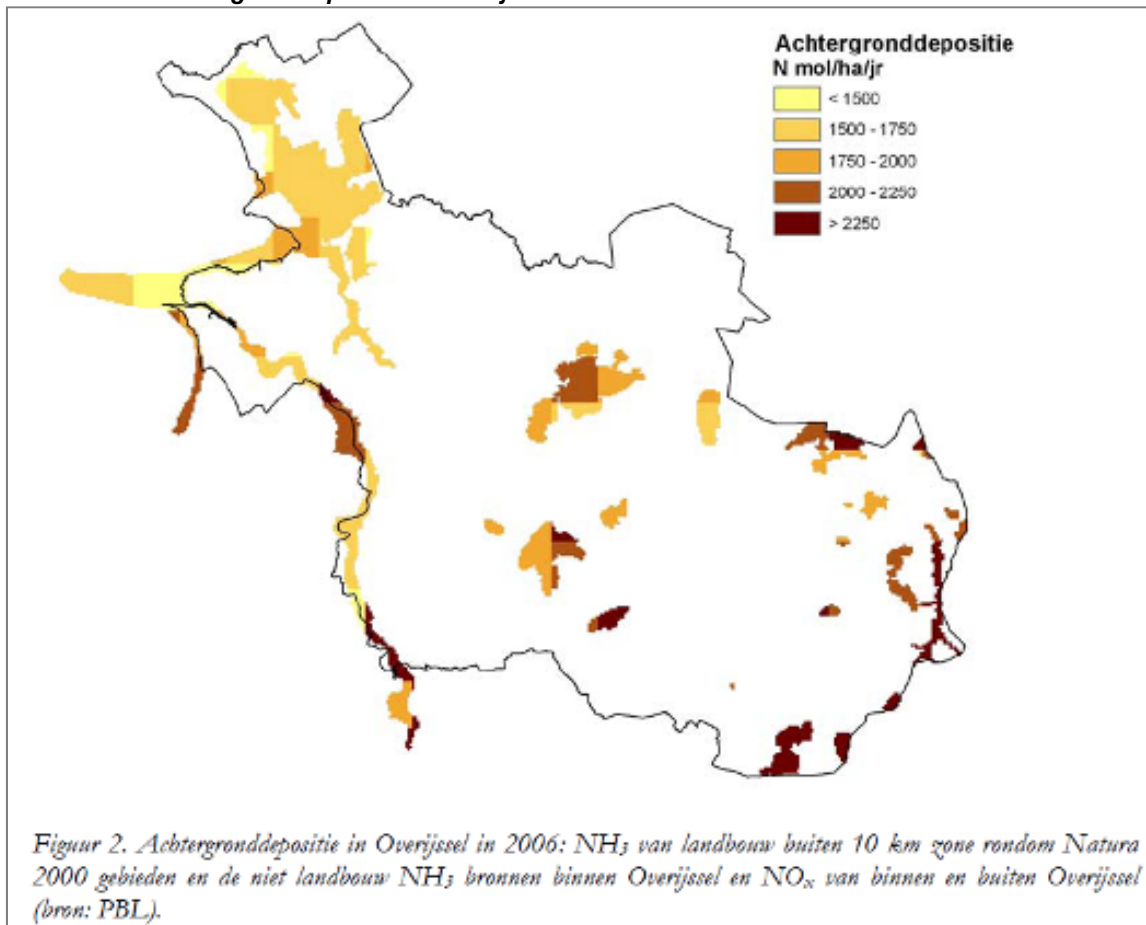 Achtergronddepositie
N mol/ha/jr
< 1500
1500 - 1750
1750 - 2000
2000 - 2250
> 2250
Figuur 2. Achtergronddepositie in Overijssel in 2006: NH₃ van landbouw buiten 10 km zone rondom Natura
2000 gebieden en de niet landbouw NH₃ bronnen binnen Overijssel en NOₓ van binnen en buiten Overijssel
(bron: PBL).